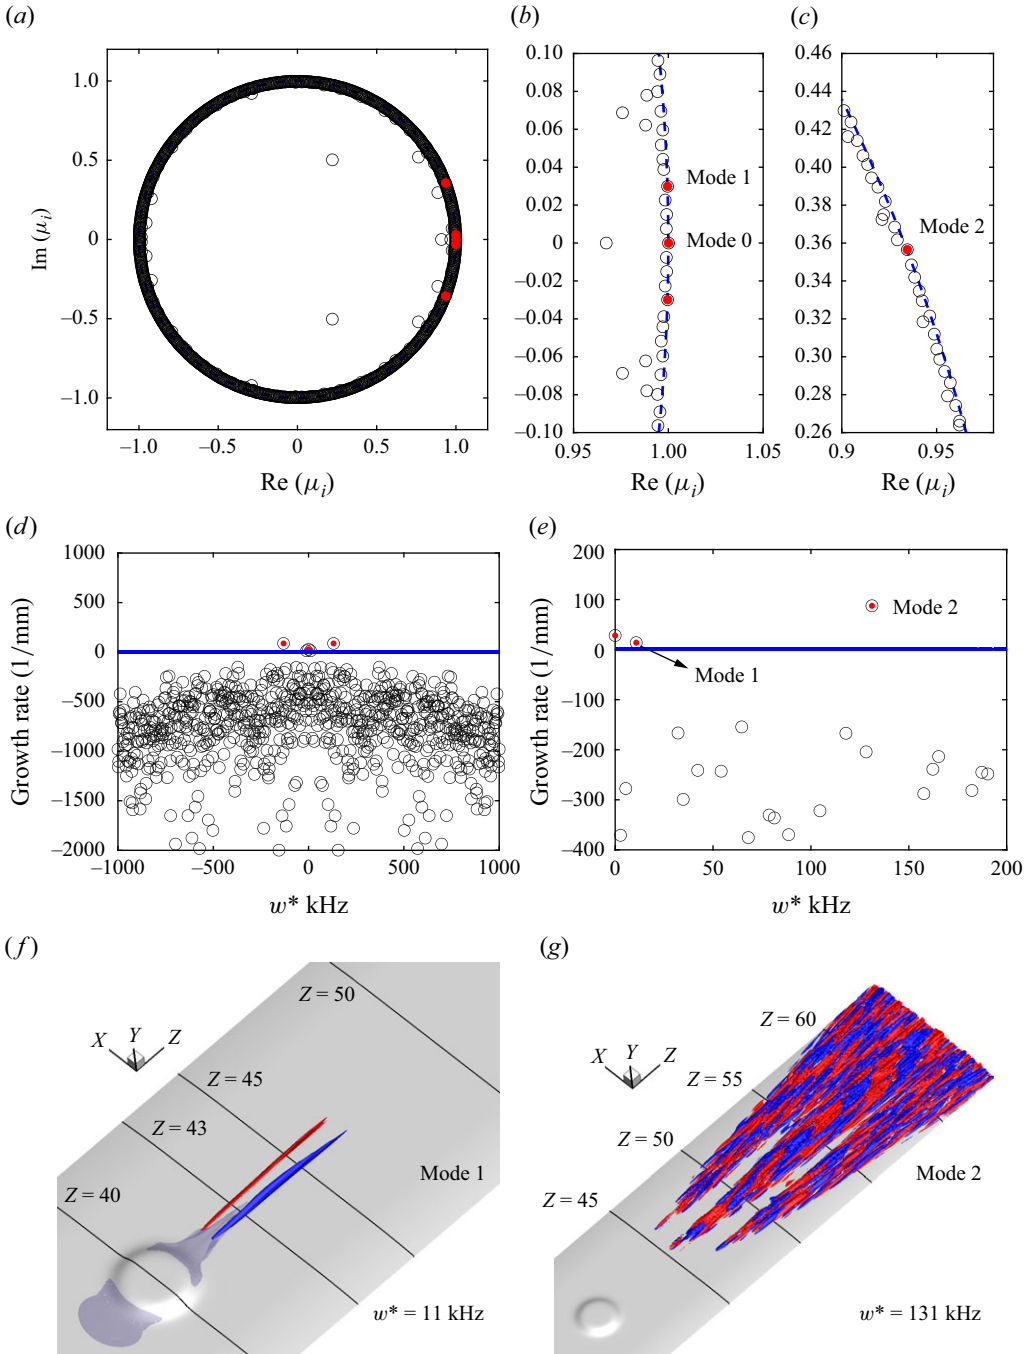 (a)
(b)
(c)
1.0
0.5
0
–0.5
–1.0
Im (μi)
–1.0
–0.5
0
0.5
1.0
Re (μi)
0.10
0.08
0.06
0.04
0.02
0
–0.02
–0.04
–0.06
–0.08
–0.10
Mode 1
Mode 0
0.95
1.00
1.05
Re (μi)
0.46
0.44
0.42
0.40
0.38
0.36
0.34
0.32
0.30
0.28
0.26
Mode 2
0.9
0.95
Re (μi)
(d)
(e)
1000
500
0
–500
–1000
–1500
–2000
Growth rate (1/mm)
–1000
–500
0
500
1000
w* kHz
200
100
0
–100
–200
–300
–400
Growth rate (1/mm)
Mode 2
Mode 1
0
50
100
150
200
w* kHz
(f)
(g)
Z = 50
X Y Z
Z = 45
Z = 43
Z = 40
Mode 1
w* = 11 kHz
Z = 60
X Y Z
Z = 55
Z = 50
Z = 45
Mode 2
w* = 131 kHz